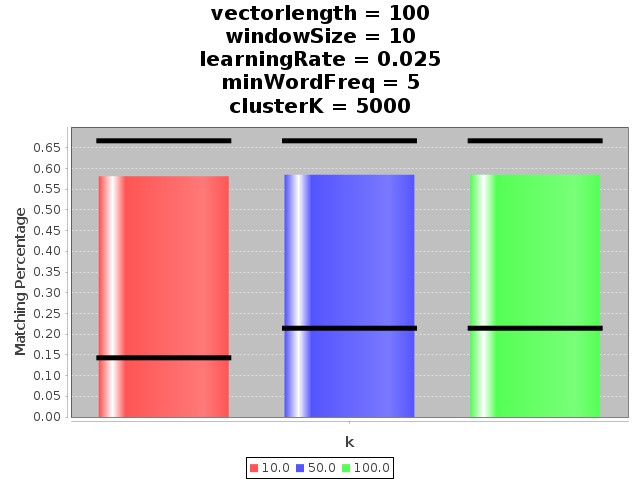 vectorlength = 100
windowSize = 10
learningRate = 0.025
minWordFreq = 5
clusterK = 5000
Matching Percentage
0.65
0.60
0.55
0.50
0.45
0.40
0.35
0.30
0.25
0.20
0.15
0.10
0.05
0.00
k
10.0 50.0 100.0